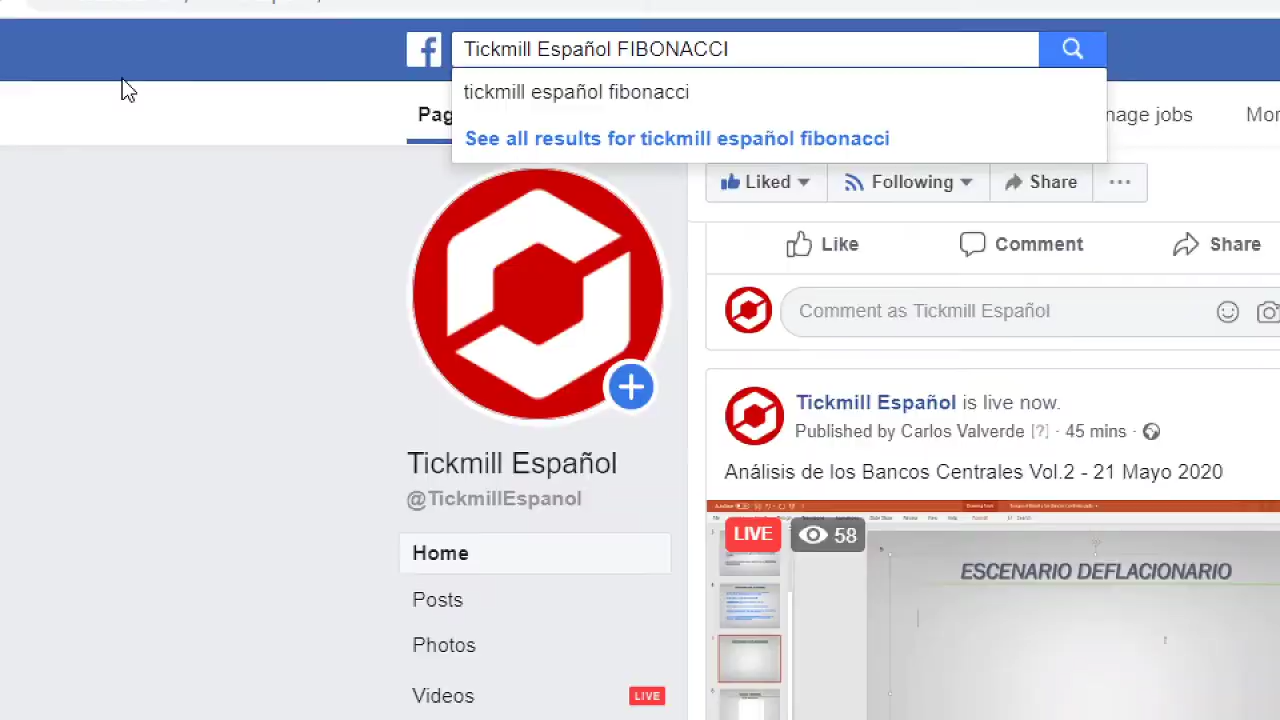 Tickmill Español FIBONACCI
tickmill español fibonacci
See all results for tickmill español fibonacci
Pag
nage jobs
Mor
Liked
Following
Share
Like
Comment
Share
Comment as Tickmill Español
Tickmill Español is live now.
Published by Carlos Valverde [?] · 45 mins ·
Análisis de los Bancos Centrales Vol.2 - 21 Mayo 2020
LIVE
58
ESCENARIO DEFLACIONARIO
Tickmill Español
@TickmillEspanol
Home
Posts
Photos
Videos
LIVE